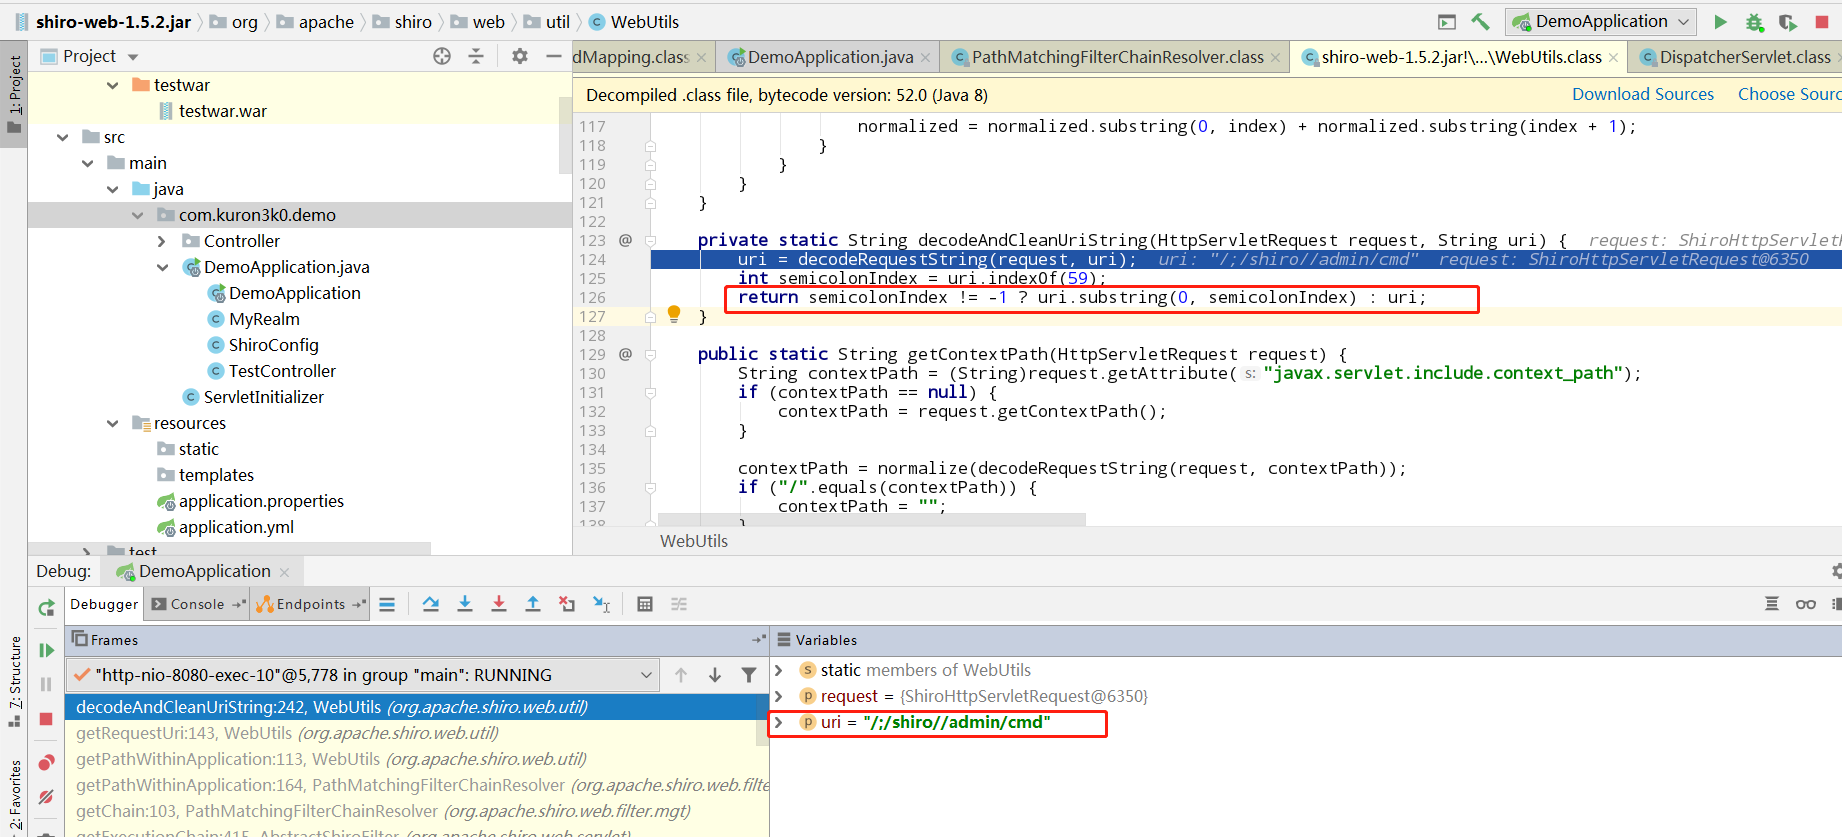 shiro-web-1.5.2.jar org apache shiro web util WebUtils DemoApplication
1: Project
Project
dMapping.class DemoApplication.java PathMatchingFilterChainResolver.class shiro-web-1.5.2.jar!\...\WebUtils.class DispatcherServlet.class
testwar
testwar.war
src
main
java
com.kuron3k0.demo
Controller
DemoApplication.java
DemoApplication
MyRealm
ShiroConfig
TestController
ServletInitializer
resources
static
templates
application.properties
application.yml
test
Decompiled .class file, bytecode version: 52.0 (Java 8) Download Sources Choose Sourc
117 normalized = normalized.substring(0, index) + normalized.substring(index + 1);
118 }
119 }
120 }
121 }
122
123 @ private static String decodeAndCleanUriString(HttpServletRequest request, String uri) { request: ShiroHttpServletR
124 uri = decodeRequestString(request, uri); uri: "/;/shiro//admin/cmd" request: ShiroHttpServletRequest@6350
125 int semicolonIndex = uri.indexOf(59);
126 return semicolonIndex != -1 ? uri.substring(0, semicolonIndex) : uri;
127 }
128
129 @ public static String getContextPath(HttpServletRequest request) {
130 String contextPath = (String)request.getAttribute( s: "javax.servlet.include.context_path");
131 if (contextPath == null) {
132 contextPath = request.getContextPath();
133 }
134
135 contextPath = normalize(decodeRequestString(request, contextPath));
136 if ("/".equals(contextPath)) {
137 contextPath = "";
138 }
WebUtils
Debug: DemoApplication
Debugger Console Endpoints
7: Structure
2: Favorites
Frames
"http-nio-8080-exec-10"@5,778 in group "main": RUNNING
decodeAndCleanUriString:242, WebUtils (org.apache.shiro.web.util)
getRequestUri:143, WebUtils (org.apache.shiro.web.util)
getPathWithinApplication:113, WebUtils (org.apache.shiro.web.util)
getPathWithinApplication:164, PathMatchingFilterChainResolver (org.apache.shiro.web.filte
getChain:103, PathMatchingFilterChainResolver (org.apache.shiro.web.filter.mgt)
getExecutionChain:415, AbstractShiroFilter (org.apache.shiro.web.servlet)
Variables
static members of WebUtils
request = {ShiroHttpServletRequest@6350}
uri = "/;/shiro//admin/cmd"